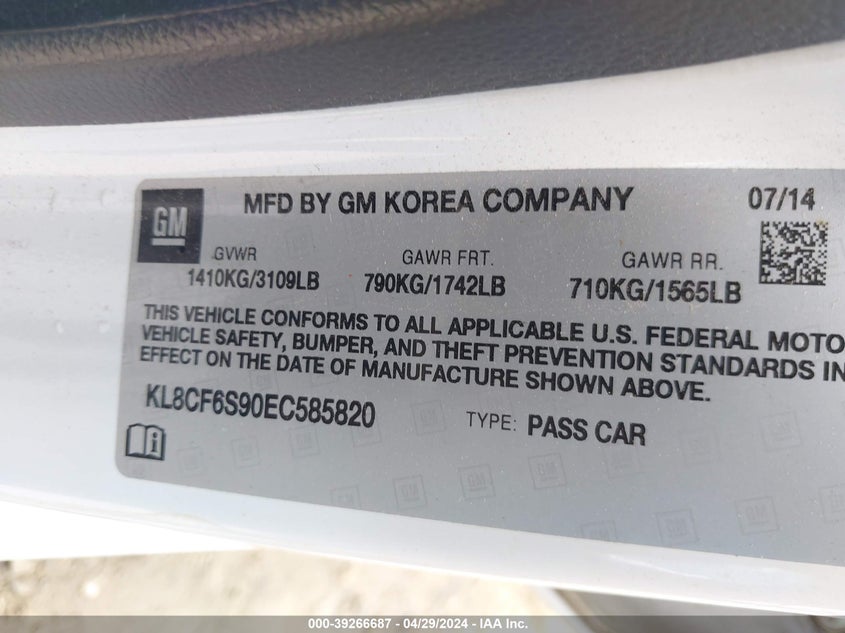 GM
MFD BY GM KOREA COMPANY 07/14
GVWR GAWR FRT. GAWR RR.
1410KG/3109LB 790KG/1742LB 710KG/1565LB
THIS VEHICLE CONFORMS TO ALL APPLICABLE U.S. FEDERAL MOTO
VEHICLE SAFETY, BUMPER, AND THEFT PREVENTION STANDARDS IN
EFFECT ON THE DATE OF MANUFACTURE SHOWN ABOVE.
KL8CF6S90EC585820 TYPE: PASS CAR
000-39266687 - 04/29/2024 - IAA Inc.